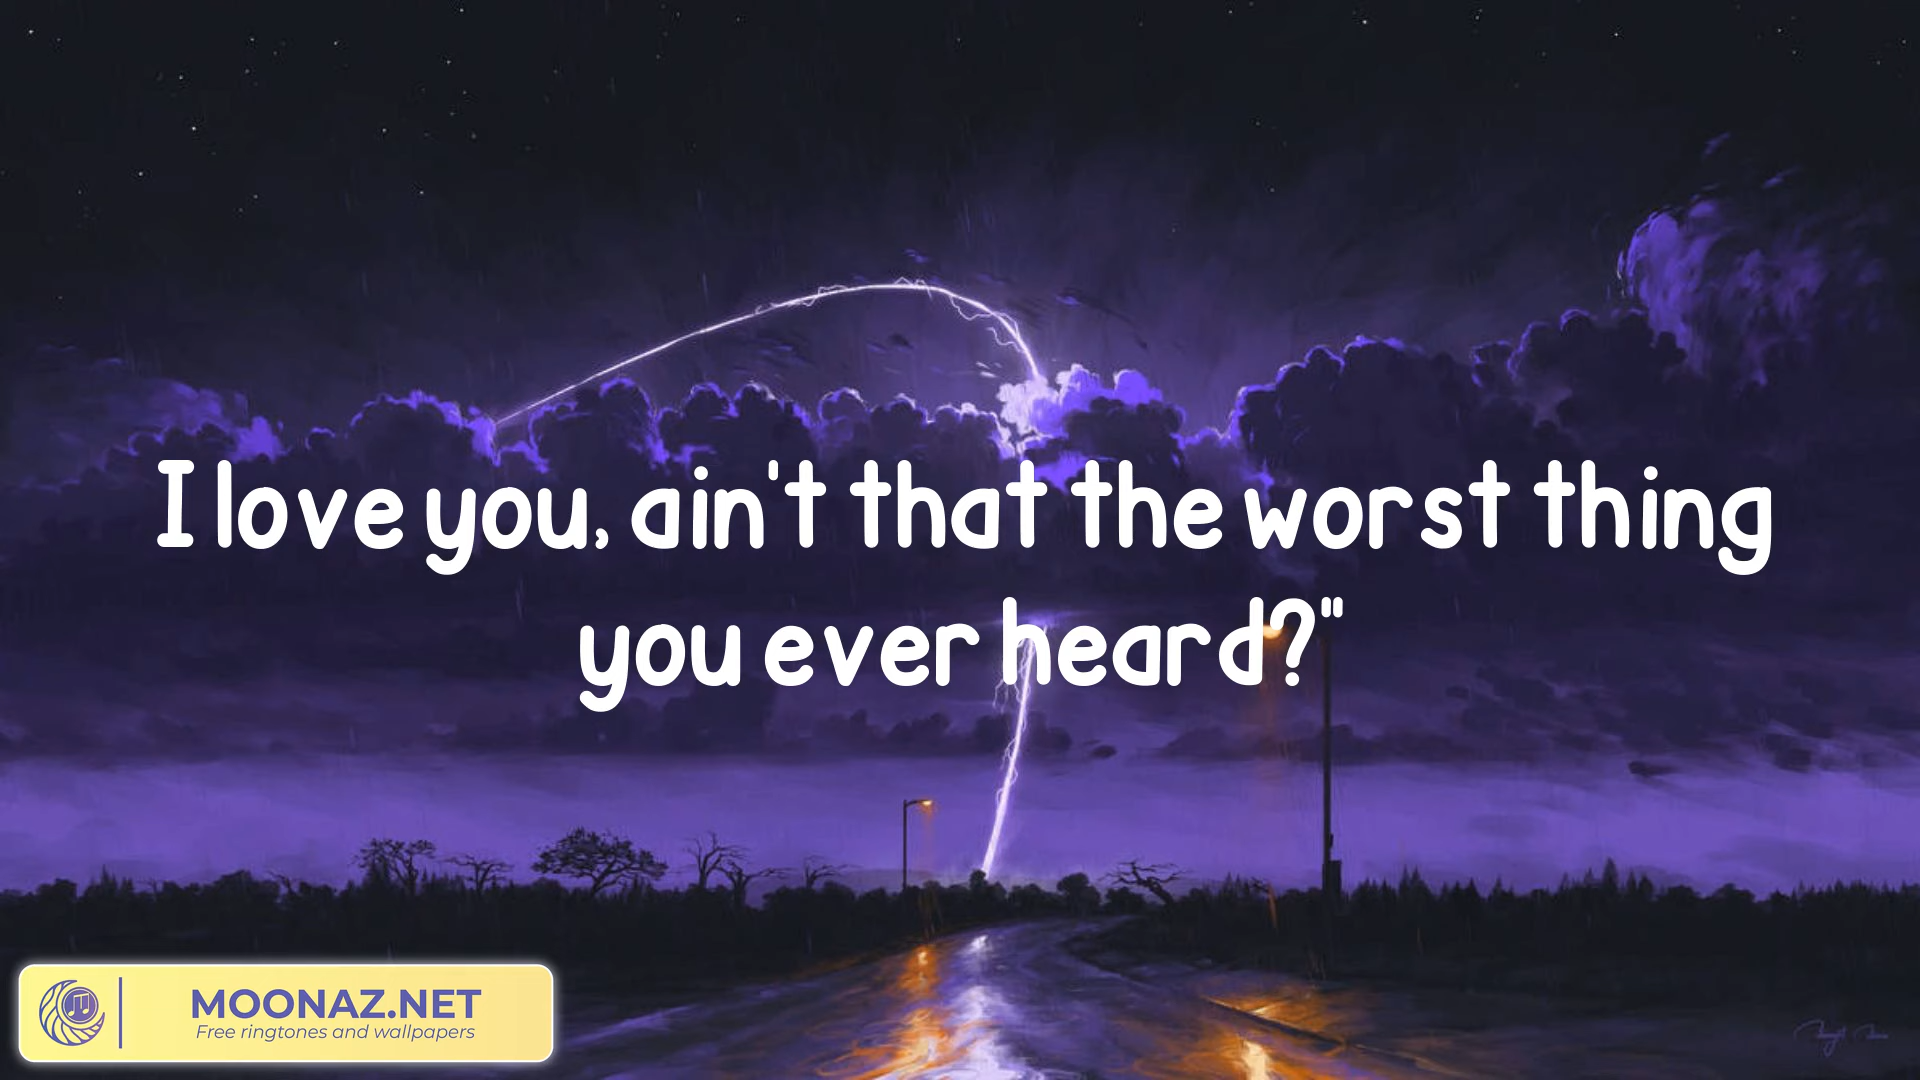 I love you, ain't that the worst thing
you ever heard?"
MOONAZ.NET
Free ringtones and wallpapers